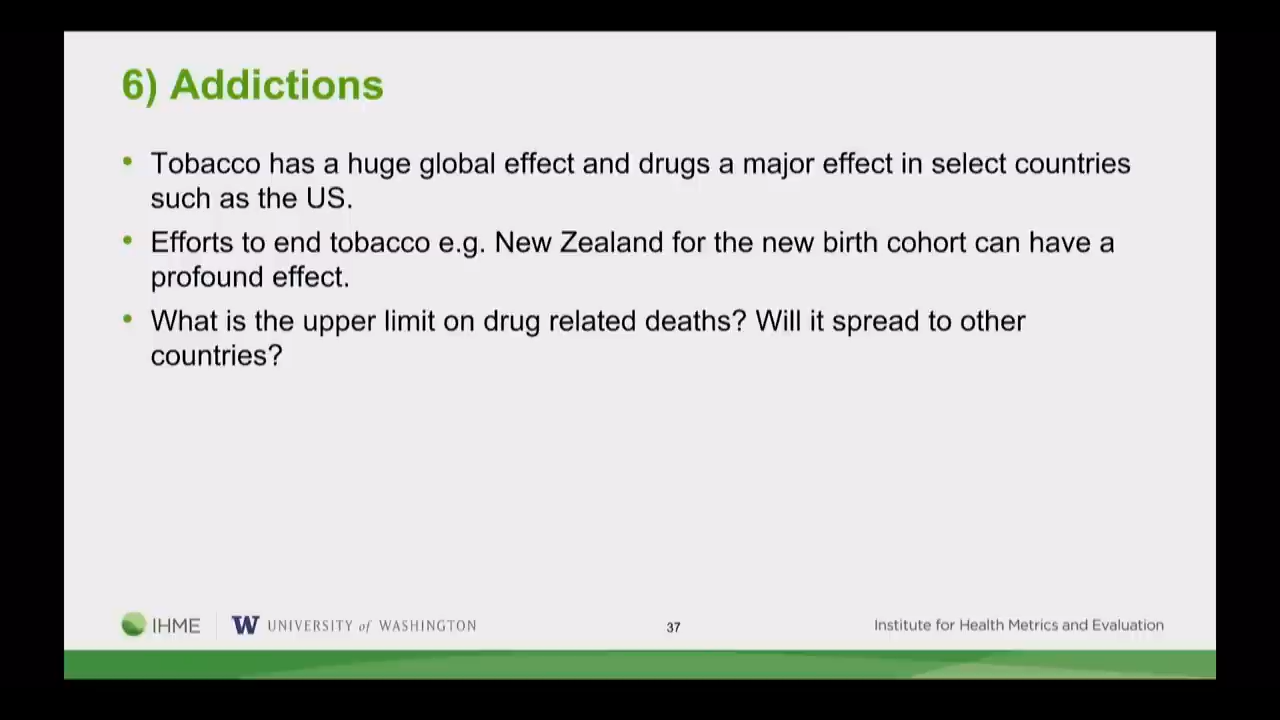 6) Addictions
• Tobacco has a huge global effect and drugs a major effect in select countries
such as the US.
• Efforts to end tobacco e.g. New Zealand for the new birth cohort can have a
profound effect.
• What is the upper limit on drug related deaths? Will it spread to other
countries?
IHME W UNIVERSITY of WASHINGTON 37 Institute for Health Metrics and Evaluation